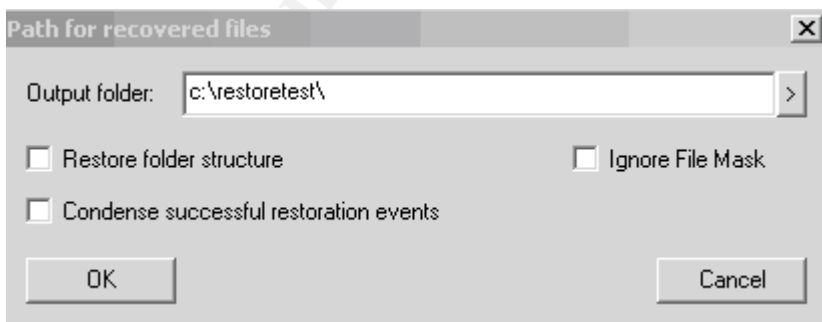 Path for recovered files
Output folder: c:\restoretest\ >
Restore folder structure
Ignore File Mask
Condense successful restoration events
OK
Cancel